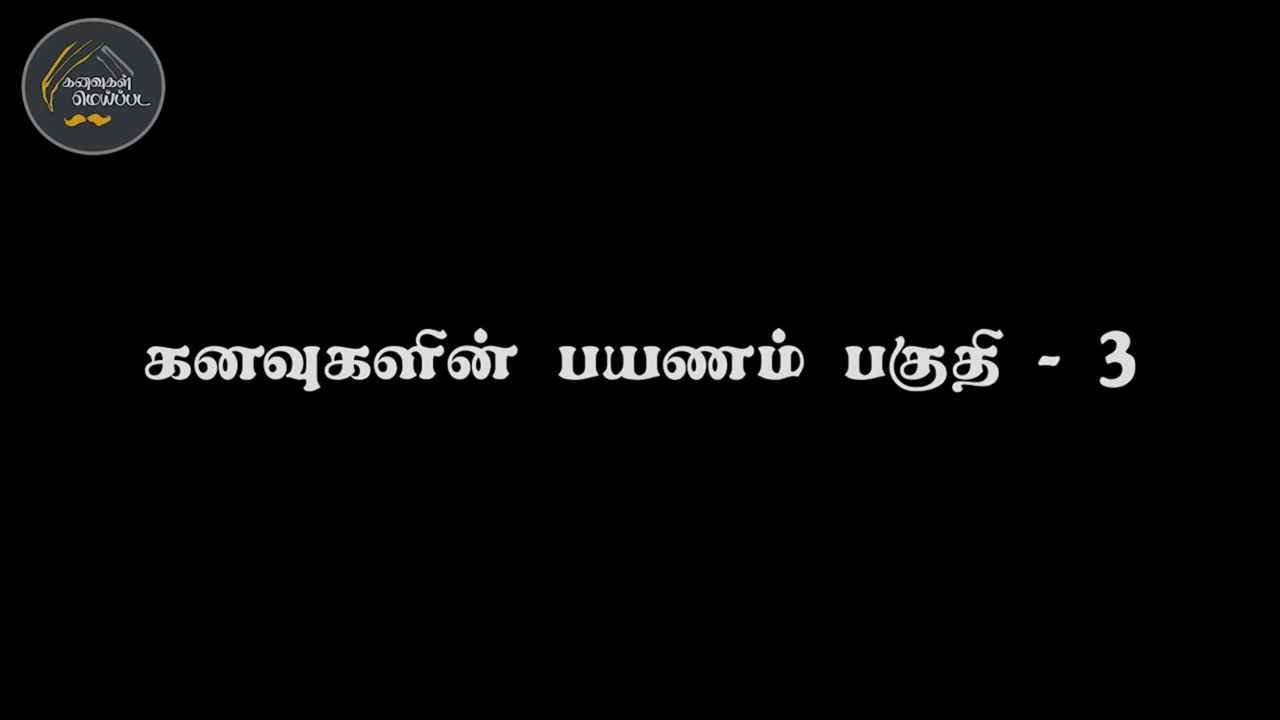 கனவுகள்
மெய்ப்பட
கனவுகளின் பயணம் பகுதி - 3